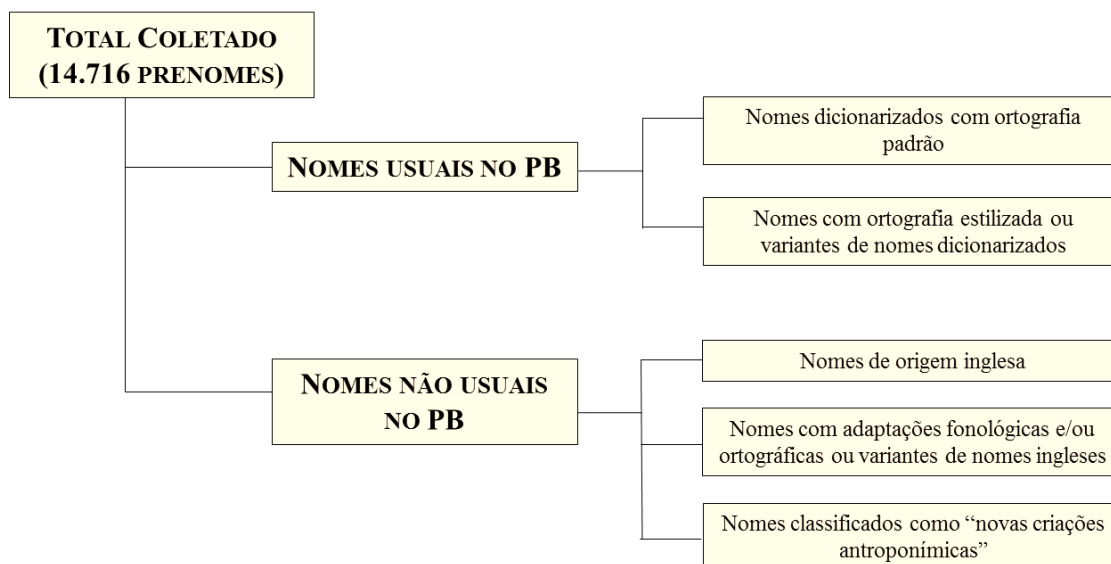 TOTAL COLETADO
(14.716 PRENOMES)
NOMES USUAIS NO PB
Nomes dicionarizados com ortografia
padrão
Nomes com ortografia estilizada ou
variantes de nomes dicionarizados
NOMES NÃO USUAIS
NO PB
Nomes de origem inglesa
Nomes com adaptações fonológicas e/ou
ortográficas ou variantes de nomes ingleses
Nomes classificados como “novas criações
antroponímicas”